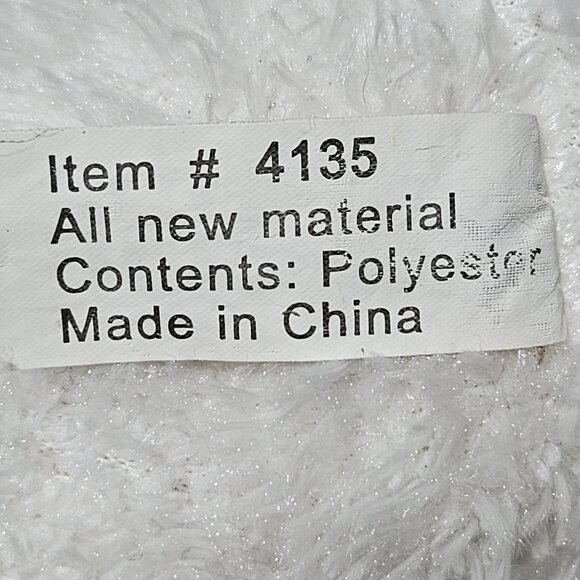 Item # 4135
All new material
Contents: Polyester
Made in China